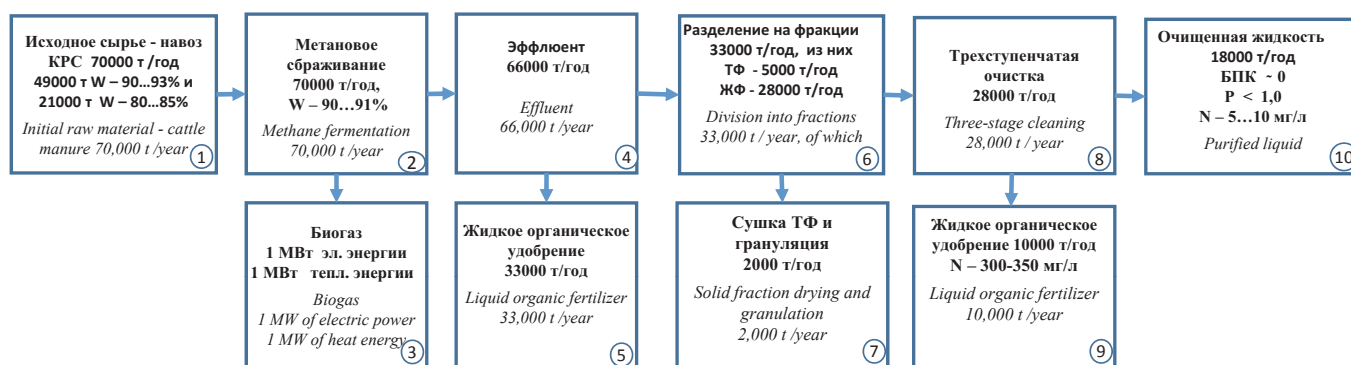 Исходное сырье - навоз
КРС 70000 т /год
49000 т W – 90...93% и
21000 т W – 80...85%
Initial raw material - cattle
manure 70,000 t /year
1
Метановое
сбраживание
70000 т/год,
W – 90…91%
Methane fermentation
70,000 t /year
2
Биогаз
1 МВт эл. энергии
1 МВт тепл. энергии
Biogas
1 MW of electric power
1 MW of heat energy
3
Эффлюент
66000 т/год
Effluent
66,000 t /year
4
Жидкое органическое
удобрение
33000 т/год
Liquid organic fertilizer
33,000 t /year
5
Разделение на фракции
33000 т/год, из них
ТФ - 5000 т/год
ЖФ - 28000 т/год
Division into fractions
33,000 t / year, of which
6
Сушка ТФ и
грануляция
2000 т/год
Solid fraction drying and
granulation
2,000 t /year
7
Трехступенчатая
очистка
28000 т/год
Three-stage cleaning
28,000 t / year
8
Жидкое органическое
удобрение 10000 т/год
N – 300-350 мг/л
Liquid organic fertilizer
10,000 t /year
9
Очищенная жидкость
18000 т/год
БПК ~ 0
Р < 1,0
N – 5…10 мг/л
Purified liquid
10